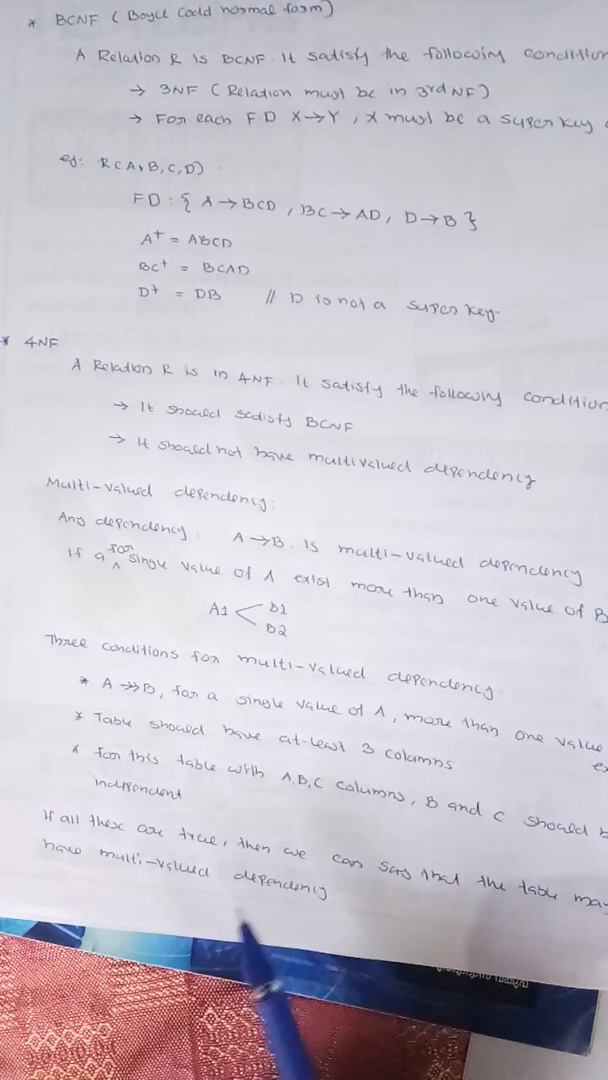 * BCNF (Boyce Codd normal form)
A Relation R is BCNF. It satisfy the following condition
→ 3NF (Relation must be in 3rd NF)
→ For each FD X→Y, X must be a super key
eg: R(A,B,C,D)
FD: { A→BCD, BC→AD, D→B }
A+ = ABCD
BC+ = BCAD
D+ = DB // D is not a super key
* 4NF
A Relation R is in 4NF. It satisfy the following condition
→ It should satisfy BCNF
→ It should not have multivalued dependency
Multi-valued dependency:
Any dependency A→B. Is multi-valued dependency
If a for single value of A exist more than one value of B
A1 < B1
B2
Three conditions for multi-valued dependency.
* A →→B, for a single value of A, more than one value
* Table should have at-least 3 columns
* for this table with A,B,C columns, B and C should
independent
If all these are true, then we can say that the table may
have multi-valued dependency